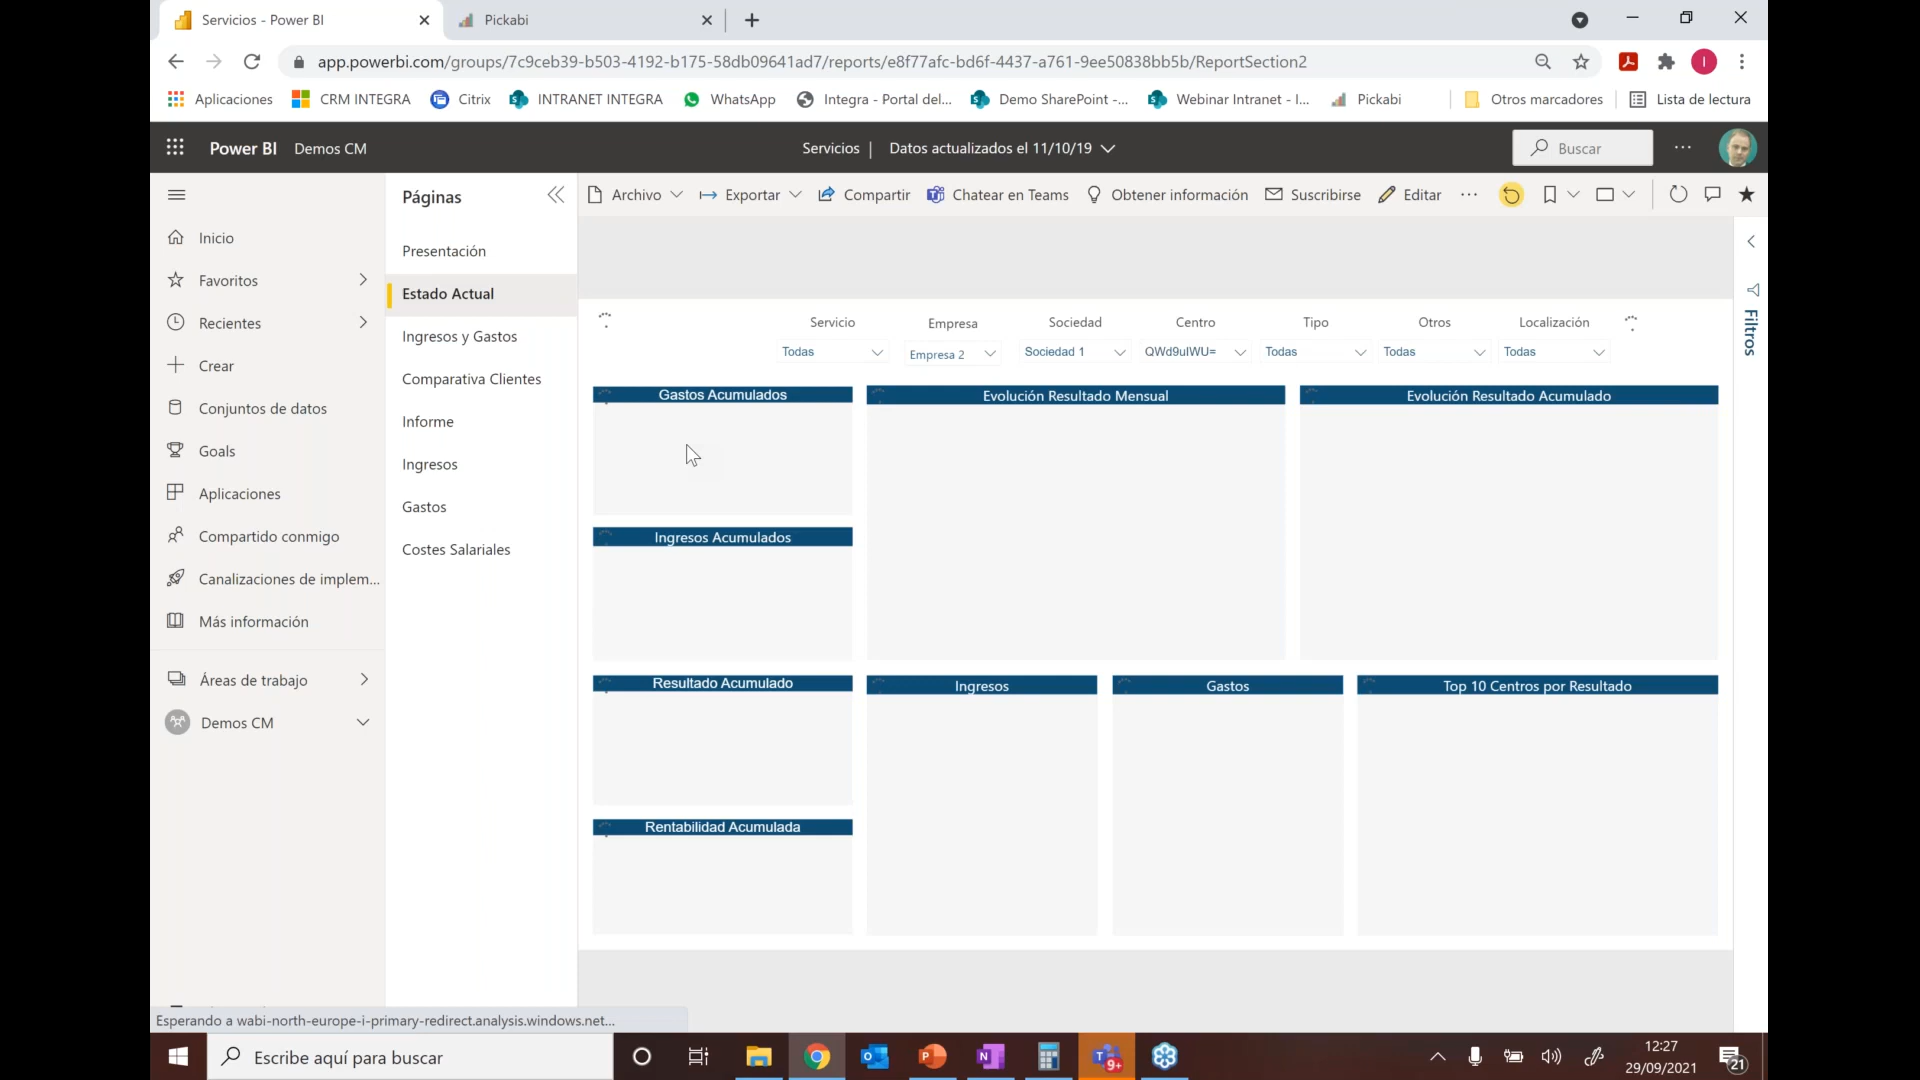 Servicios - Power BI
Pickabi
app.powerbi.com/groups/7c9ceb39-b503-4192-b175-58db09641ad7/reports/e8f77afc-bd6f-4437-a761-9ee50838bb5b/ReportSection2
I
Aplicaciones
CRM INTEGRA
Citrix
INTRANET INTEGRA
WhatsApp
Integra - Portal del...
Demo SharePoint -...
Webinar Intranet - I...
Pickabi
Otros marcadores
Lista de lectura
Power BI Demos CM
Servicios | Datos actualizados el 11/10/19
Buscar
Páginas
Archivo
Exportar
Compartir
Chatear en Teams
Obtener información
Suscribirse
Editar
Inicio
Favoritos
Recientes
Crear
Conjuntos de datos
Goals
Aplicaciones
Compartido conmigo
Canalizaciones de implem...
Más información
Áreas de trabajo
Demos CM
Presentación
Estado Actual
Ingresos y Gastos
Comparativa Clientes
Informe
Ingresos
Gastos
Costes Salariales
Servicio
Empresa
Sociedad
Centro
Tipo
Otros
Localización
Todas
Empresa 2
Sociedad 1
QWd9uIWU=
Todas
Todas
Todas
Filtros
Gastos Acumulados
Evolución Resultado Mensual
Evolución Resultado Acumulado
Ingresos Acumulados
Resultado Acumulado
Ingresos
Gastos
Top 10 Centros por Resultado
Rentabilidad Acumulada
Esperando a wabi-north-europe-i-primary-redirect.analysis.windows.net...
Escribe aquí para buscar
9+
12:27
29/09/2021
21